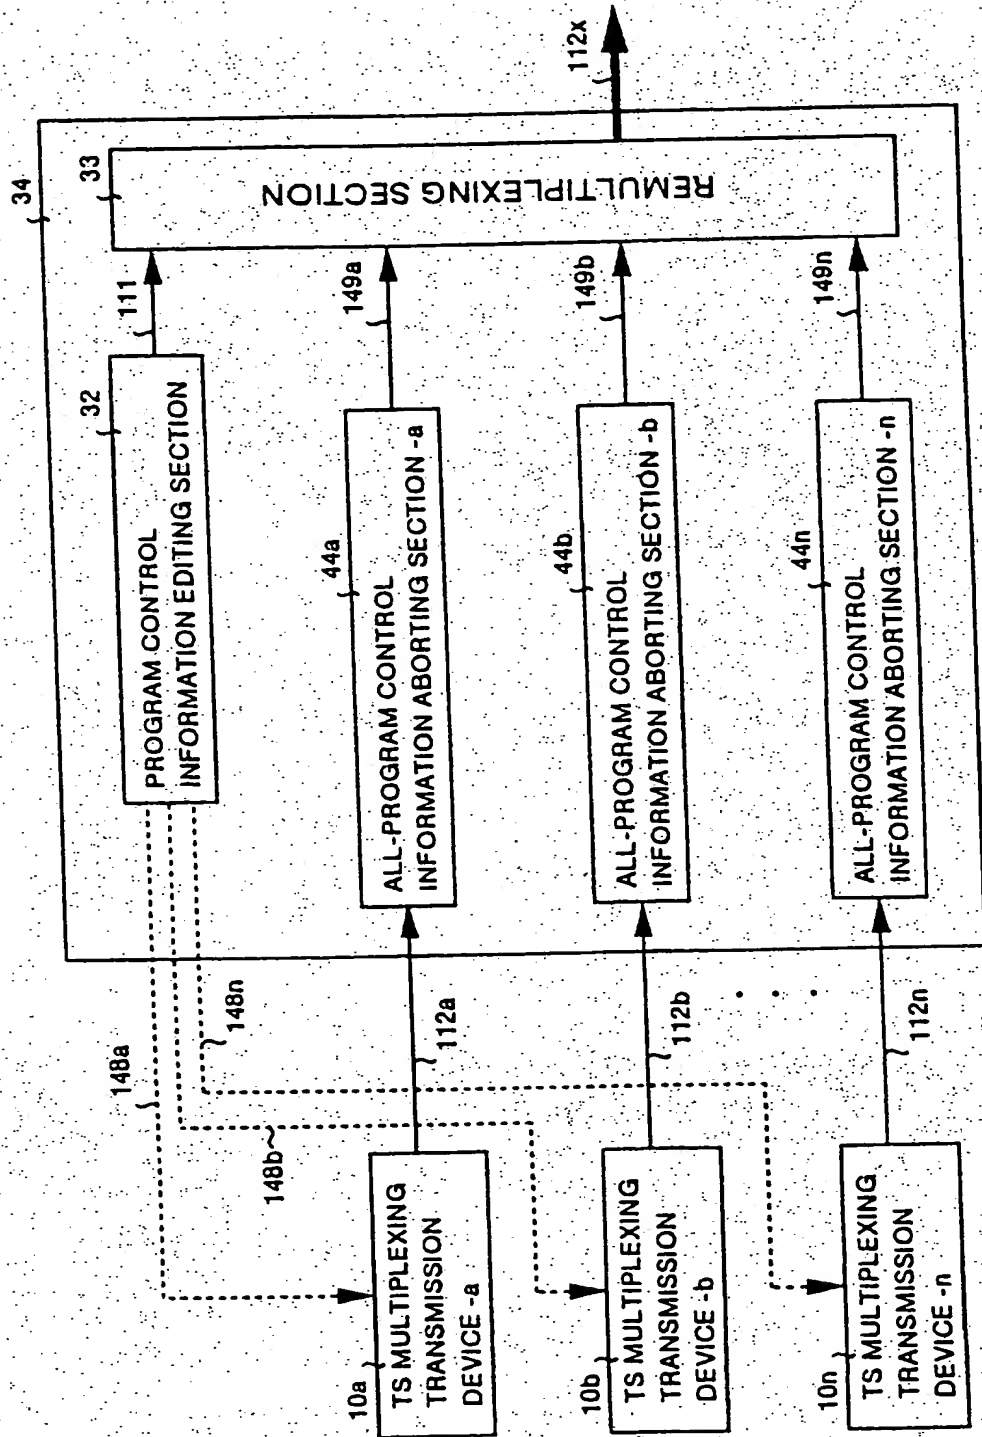 34
32
PROGRAM CONTROL
INFORMATION EDITING SECTION
111
33
REMULTIPLEXING SECTION
112x
148a
148b
148n
10a
TS MULTIPLEXING
TRANSMISSION
DEVICE -a
112a
44a
ALL-PROGRAM CONTROL
INFORMATION ABORTING SECTION -a
149a
10b
TS MULTIPLEXING
TRANSMISSION
DEVICE -b
112b
44b
ALL-PROGRAM CONTROL
INFORMATION ABORTING SECTION -b
149b
10n
TS MULTIPLEXING
TRANSMISSION
DEVICE -n
112n
44n
ALL-PROGRAM CONTROL
INFORMATION ABORTING SECTION -n
149n